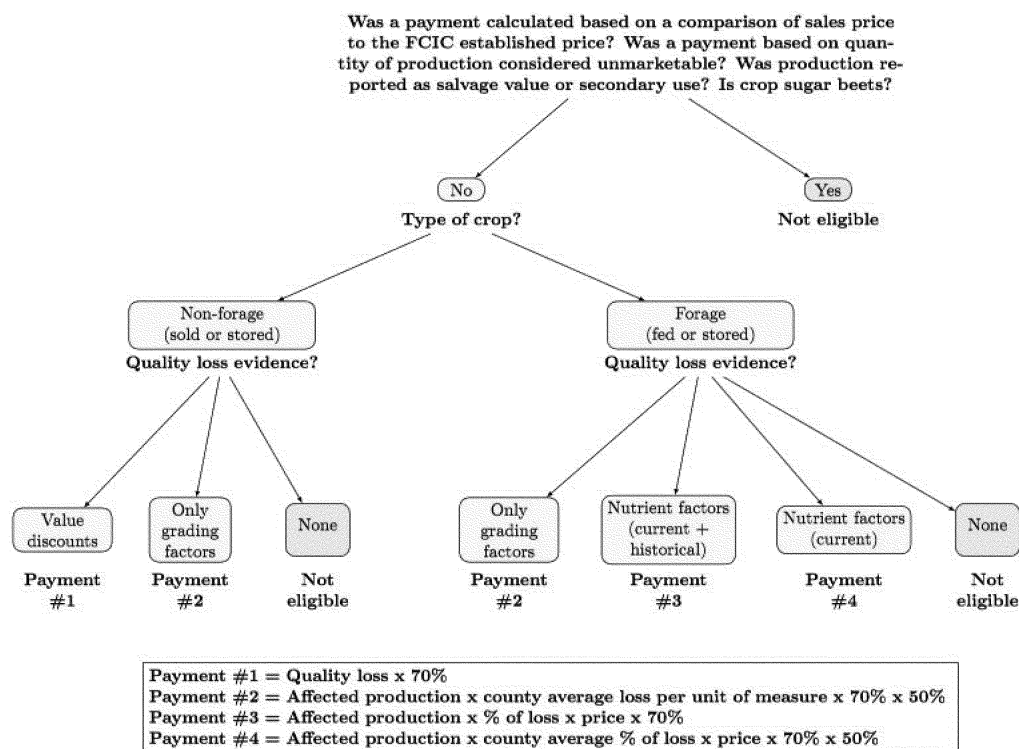 Was a payment calculated based on a comparison of sales price
to the FCIC established price? Was a payment based on quan-
tity of production considered unmarketable? Was production re-
ported as salvage value or secondary use? Is crop sugar beets?
No
Yes
Type of crop?
Not eligible
Non-forage
(sold or stored)
Forage
(fed or stored)
Quality loss evidence?
Quality loss evidence?
Value
discounts
Only
grading
factors
None
Only
grading
factors
Nutrient factors
(current +
historical)
Nutrient factors
(current)
None
Payment
#1
Payment
#2
Not
eligible
Payment
#2
Payment
#3
Payment
#4
Not
eligible
Payment #1 = Quality loss x 70%
Payment #2 = Affected production x county average loss per unit of measure x 70% x 50%
Payment #3 = Affected production x % of loss x price x 70%
Payment #4 = Affected production x county average % of loss x price x 70% x 50%